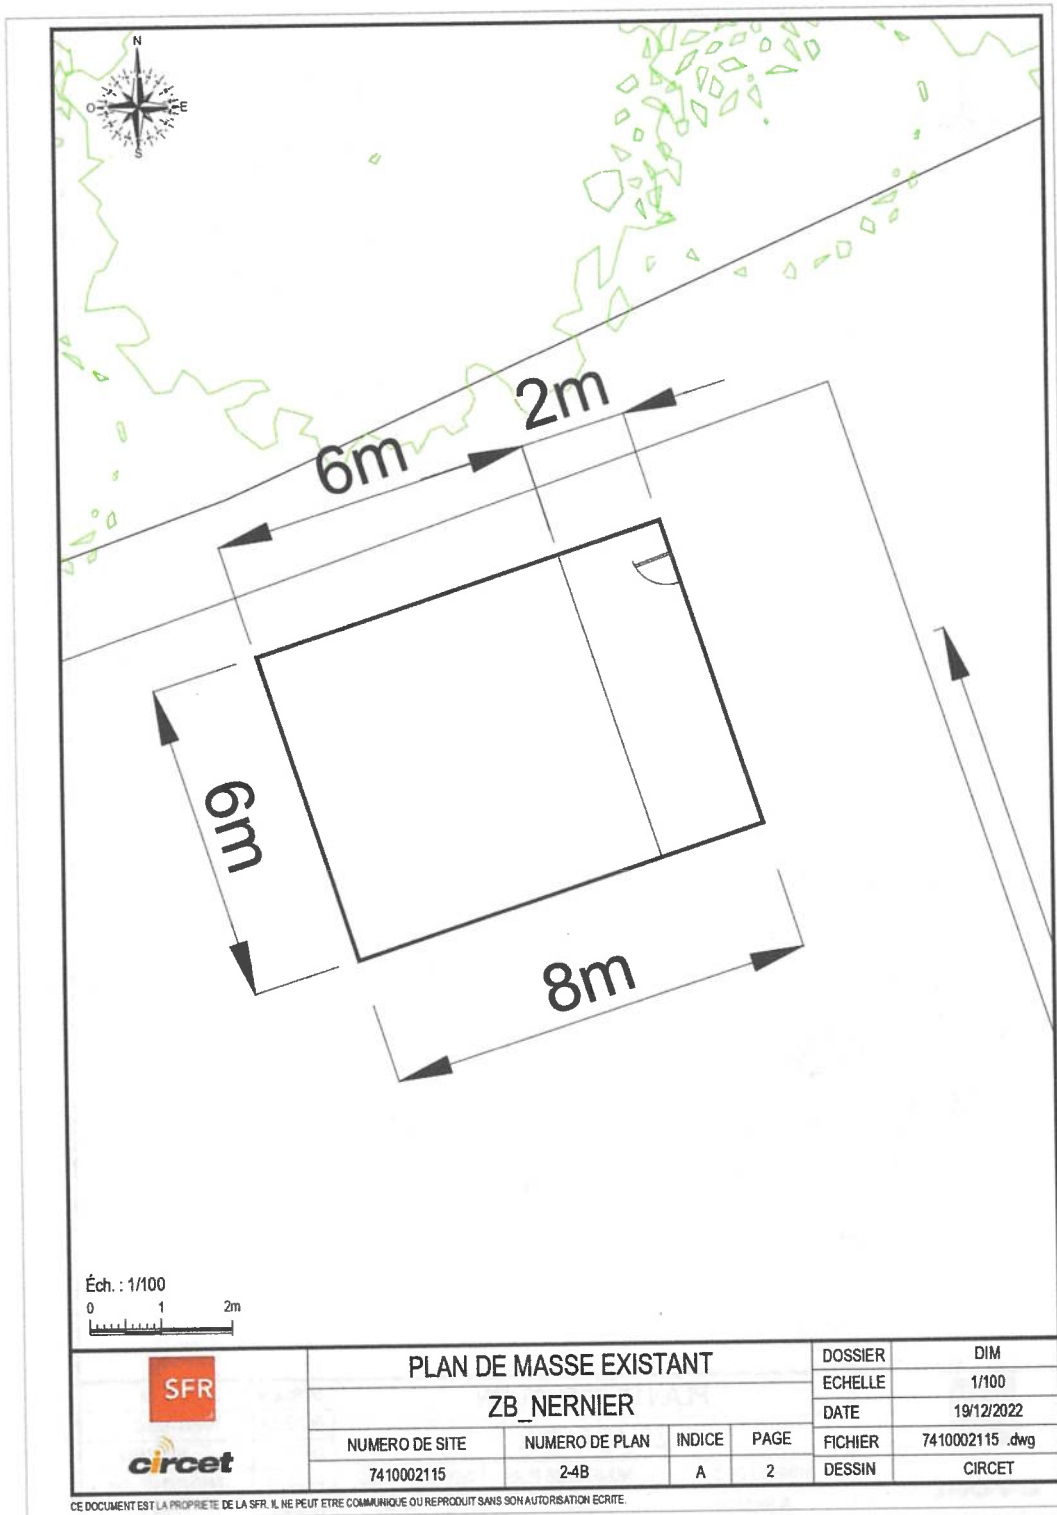 N
O E
S
2m
6m
6m
8m
Éch. : 1/100
0 1 2m
SFR
circet
PLAN DE MASSE EXISTANT
ZB_NERNIER
NUMERO DE SITE NUMERO DE PLAN INDICE PAGE
7410002115 2-4B A 2
DOSSIER DIM
ECHELLE 1/100
DATE 19/12/2022
FICHIER 7410002115 .dwg
DESSIN CIRCET
CE DOCUMENT EST LA PROPRIETE DE LA SFR. IL NE PEUT ETRE COMMUNIQUE OU REPRODUIT SANS SON AUTORISATION ECRITE.